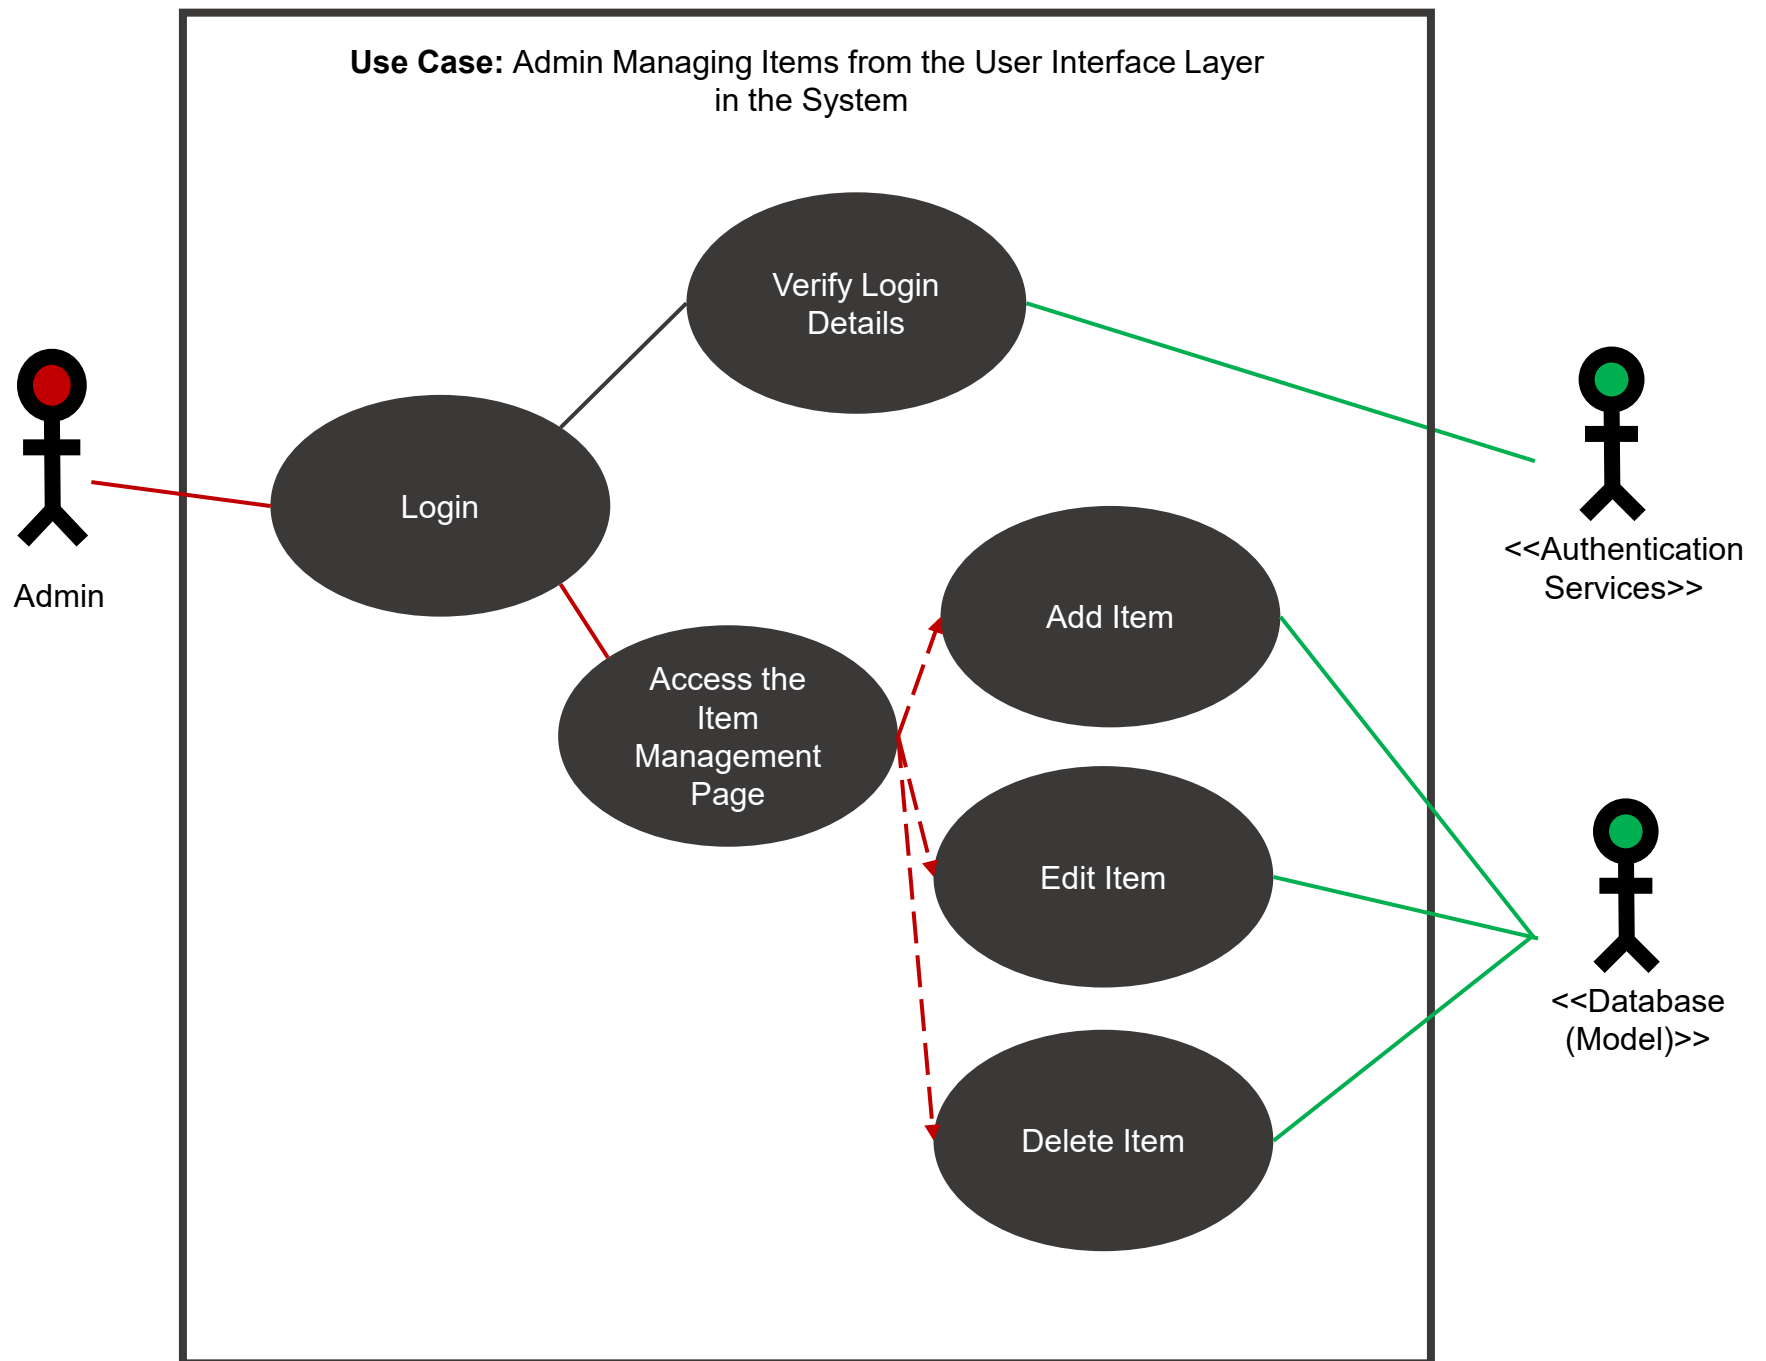 Use Case: Admin Managing Items from the User Interface Layer
in the System
Verify Login
Details
Login
Admin
<<Authentication
Services>>
Add Item
Access the
Item
Management
Page
Edit Item
<<Database
(Model)>>
Delete Item